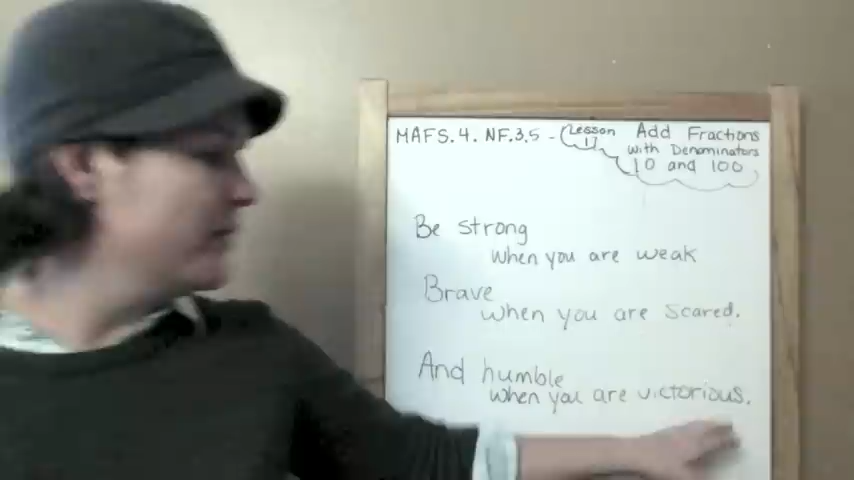 MAFS.4.NF.3.5 - Lesson 11 Add Fractions
with Denominators
10 and 100
Be strong
when you are weak
Brave
when you are scared.
And humble
when you are victorious.